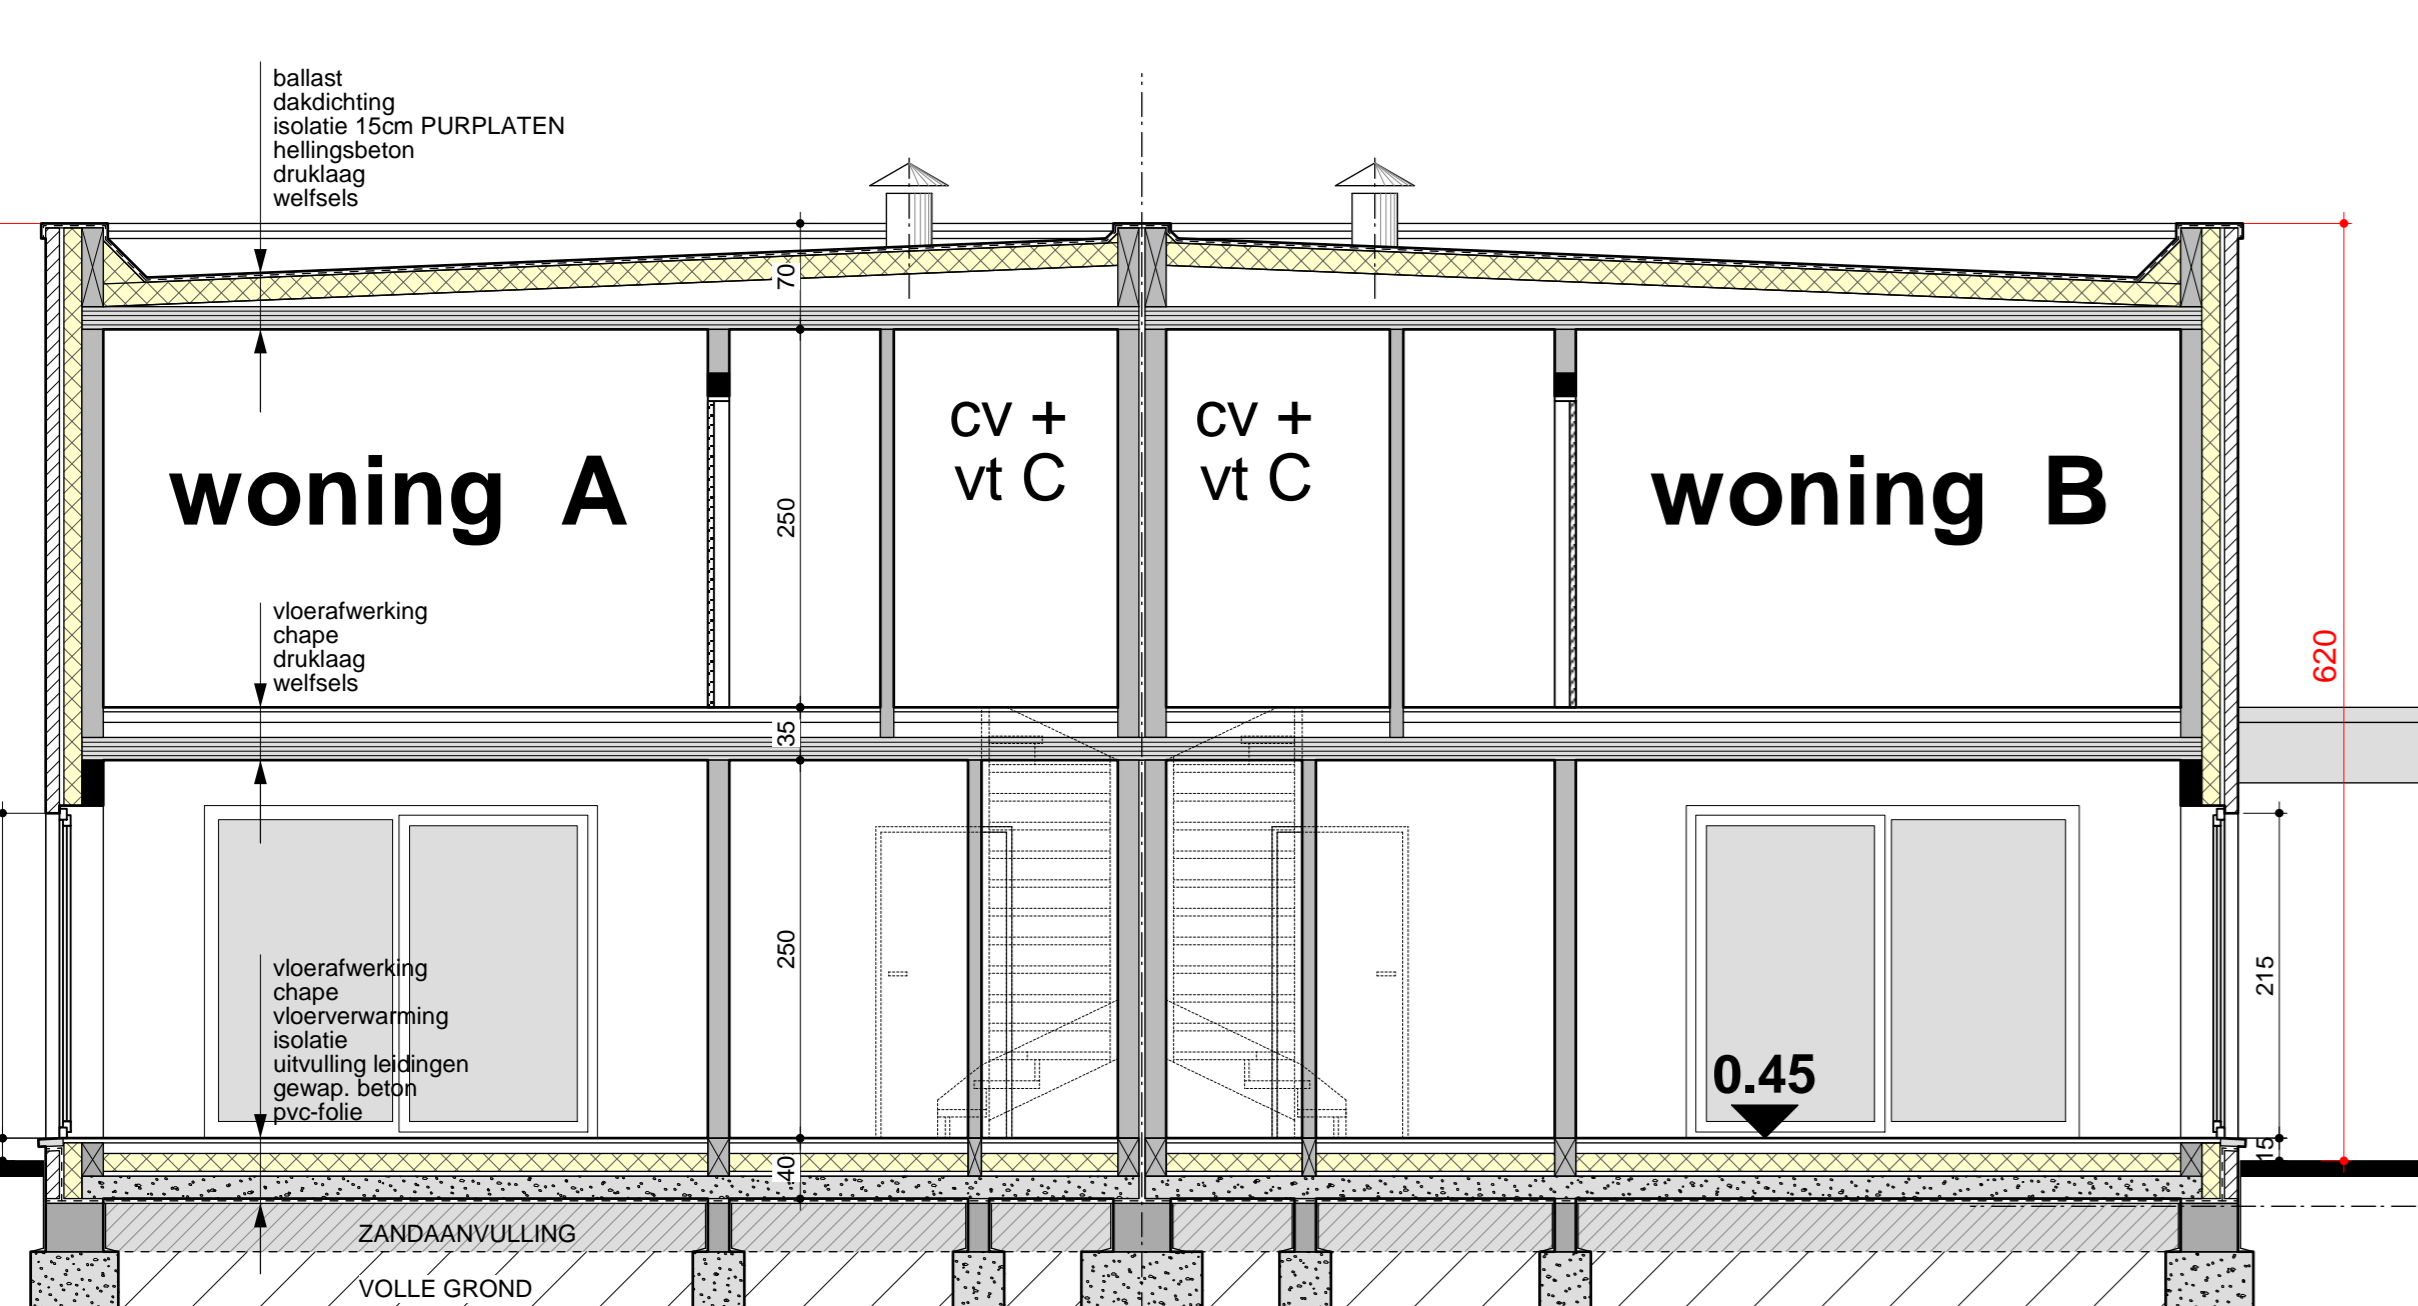 ballast
dakdichting
isolatie 15cm PURPLATEN
hellingsbeton
druklaag
welfsels
70
cv +
vt C
cv +
vt C
woning A
woning B
250
vloerafwerking
chape
druklaag
welfsels
620
35
250
vloerafwerking
chape
vloerverwarming
isolatie
uitvulling leidingen
gewap. beton
pvc-folie
215
0.45
15
40
ZANDAANVULLING
VOLLE GROND